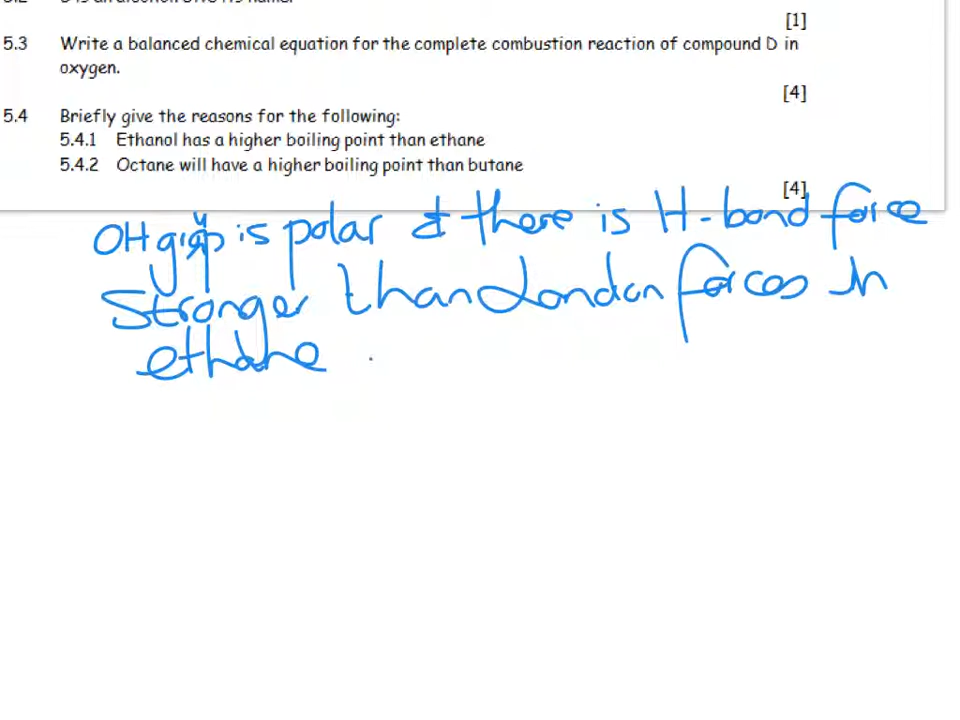 [1]
5.3 Write a balanced chemical equation for the complete combustion reaction of compound D in
oxygen.
[4]
5.4 Briefly give the reasons for the following:
5.4.1 Ethanol has a higher boiling point than ethane
5.4.2 Octane will have a higher boiling point than butane
[4]
OH is polar & there is H-bond force
stronger than London forces in
ethane